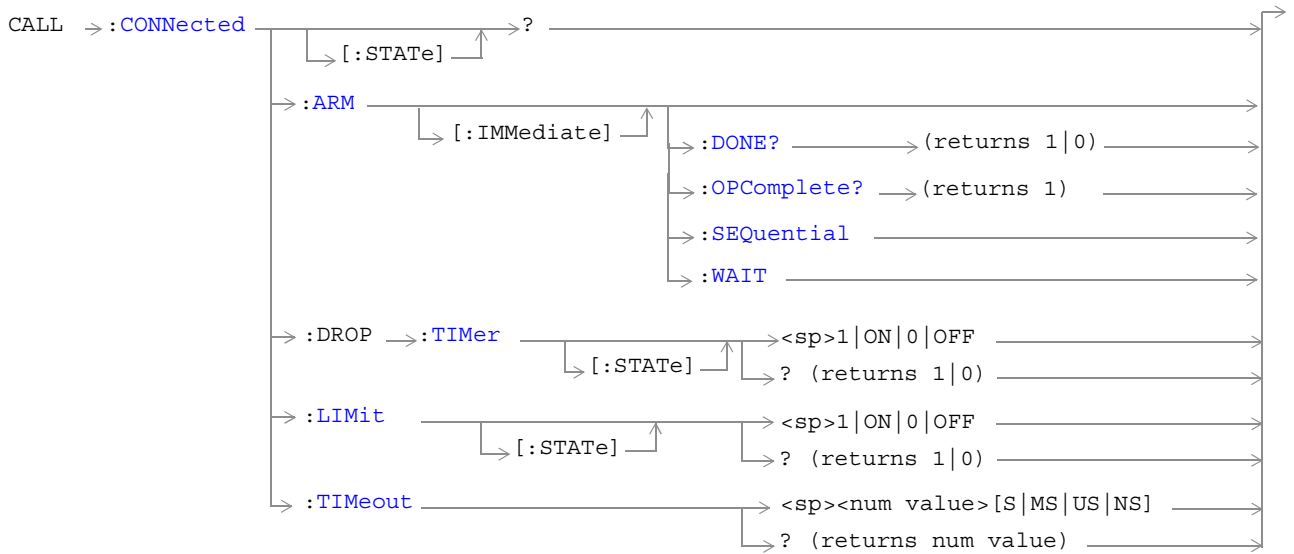 CALL :CONNected ?
[:STATe]
:ARM
[:IMMediate]
:DONE? (returns 1|0)
:OPComplete? (returns 1)
:SEQuential
:WAIT
:DROP :TIMer <sp>1|ON|0|OFF
[:STATe] ? (returns 1|0)
:LIMit <sp>1|ON|0|OFF
[:STATe] ? (returns 1|0)
:TIMeout <sp><num value>[S|MS|US|NS]
? (returns num value)